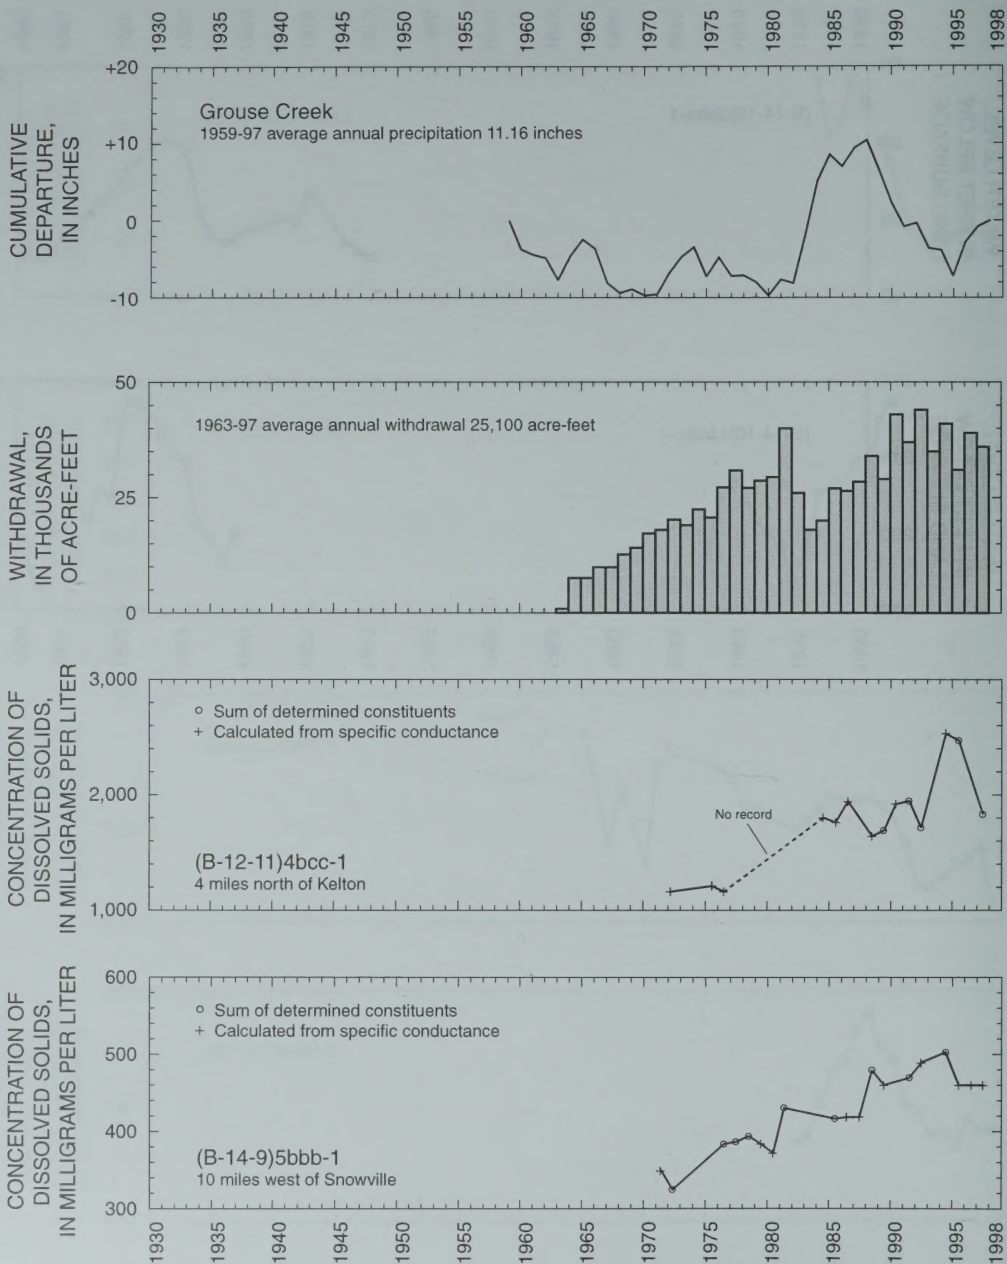 1930 1935 1940 1945 1950 1955 1960 1965 1970 1975 1980 1985 1990 1995 1998
CUMULATIVE
DEPARTURE,
IN INCHES
+20
+10
0
-10
Grouse Creek
1959-97 average annual precipitation 11.16 inches
WITHDRAWAL,
IN THOUSANDS
OF ACRE-FEET
50
25
0
1963-97 average annual withdrawal 25,100 acre-feet
CONCENTRATION OF
DISSOLVED SOLIDS,
IN MILLIGRAMS PER LITER
3,000
2,000
1,000
Sum of determined constituents
+ Calculated from specific conductance
No record
(B-12-11)4bcc-1
4 miles north of Kelton
CONCENTRATION OF
DISSOLVED SOLIDS,
IN MILLIGRAMS PER LITER
600
500
400
300
Sum of determined constituents
+ Calculated from specific conductance
(B-14-9)5bbb-1
10 miles west of Snowville
1930 1935 1940 1945 1950 1955 1960 1965 1970 1975 1980 1985 1990 1995 1998